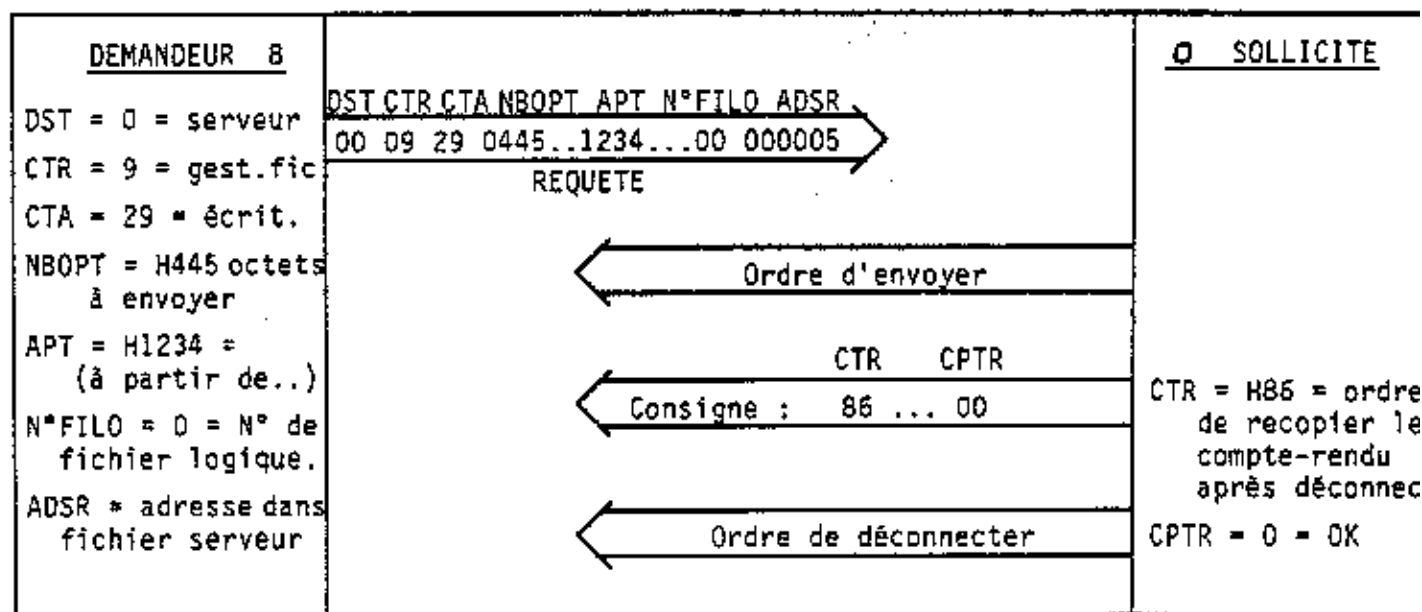 DEMANDEUR 8
DST = 0 = serveur
CTR = 9 = gest.fic
CTA = 29 = écrit.
NBOPT = H445 octets
à envoyer
APT = H1234 =
(à partir de..)
N°FILO = 0 = N° de
fichier logique.
ADSR = adresse dans
fichier serveur
DST CTR CTA NBOPT APT N°FILO ADSR
00 09 29 0445..1234...00 000005
REQUETE
Ordre d'envoyer
CTR CPTR
Consigne : 86 ... 00
Ordre de déconnecter
0 SOLLICITE
CTR = H86 = ordre
de recopier le
compte-rendu
après déconnec
CPTR = 0 = OK